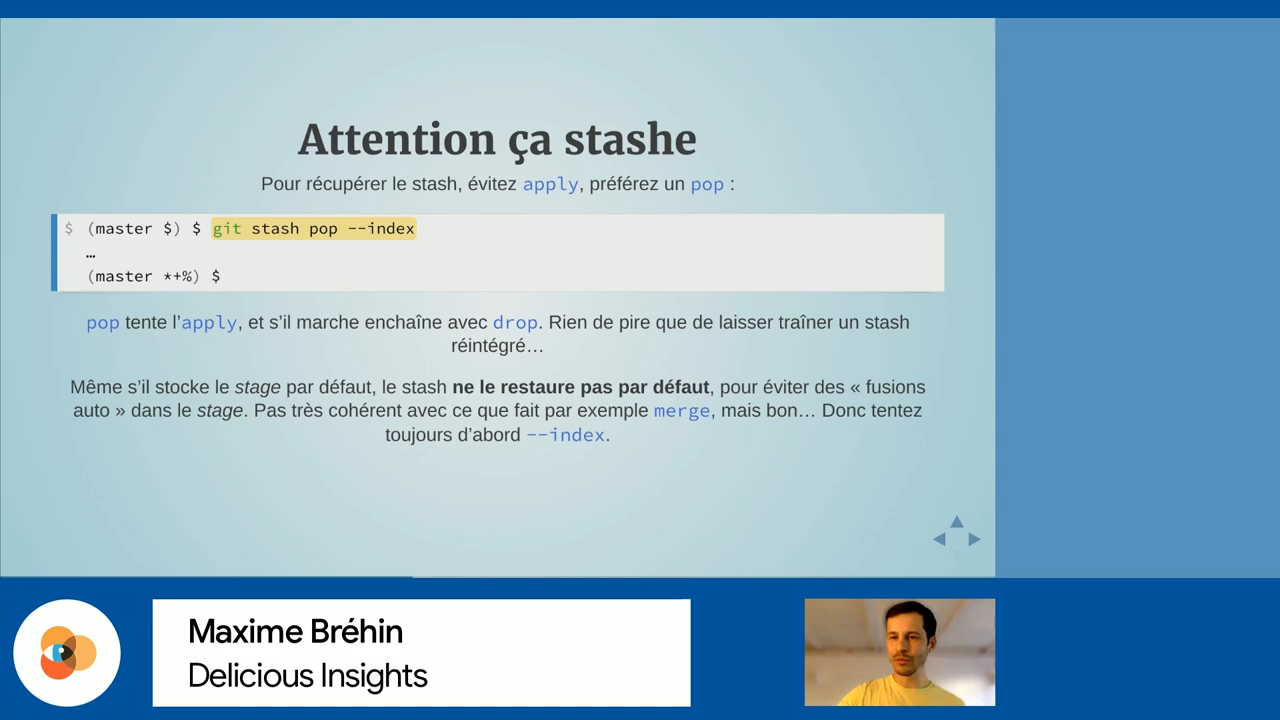 Attention ça stashe
Pour récupérer le stash, évitez apply, préférez un pop :
$ (master $) $ git stash pop --index
…
(master *+%) $
pop tente l’apply, et s’il marche enchaîne avec drop. Rien de pire que de laisser traîner un stash
réintégré…
Même s’il stocke le stage par défaut, le stash ne le restaure pas par défaut, pour éviter des « fusions
auto » dans le stage. Pas très cohérent avec ce que fait par exemple merge, mais bon… Donc tentez
toujours d’abord --index.
Maxime Bréhin
Delicious Insights